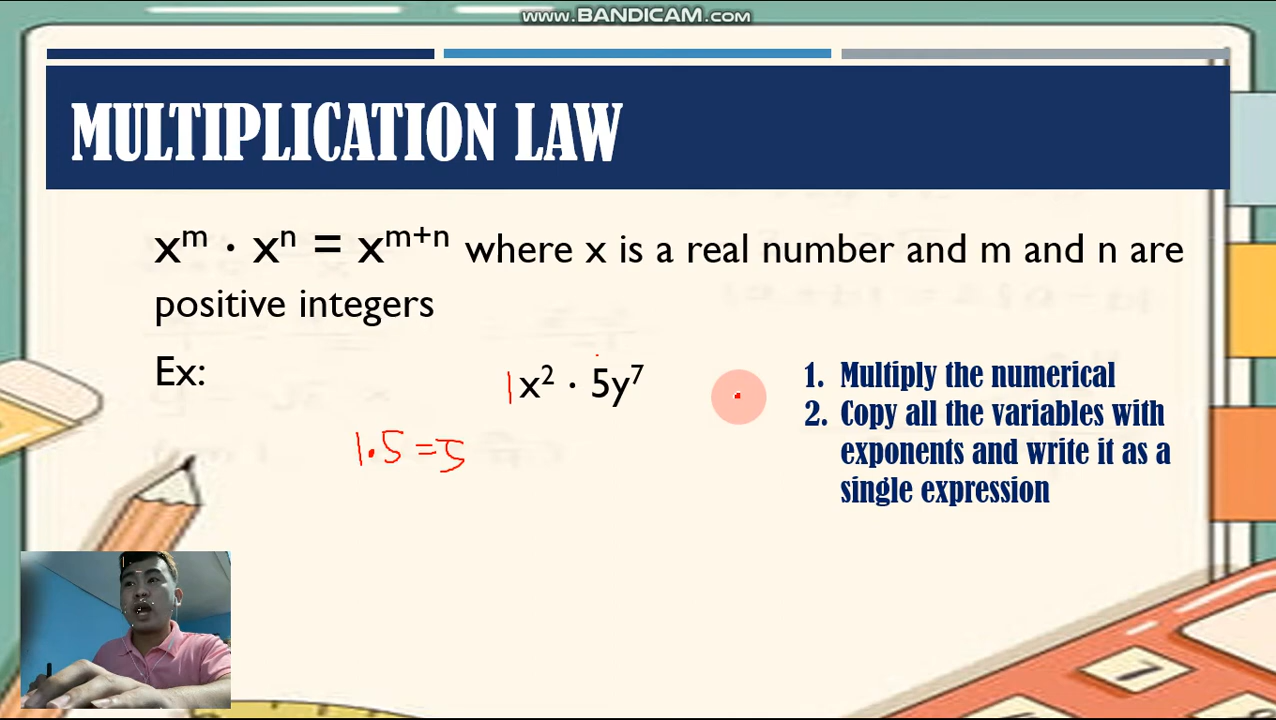 www.BANDICAM.com
MULTIPLICATION LAW
xᵐ · xⁿ = xᵐ⁺ⁿ where x is a real number and m and n are
positive integers
Ex:
1x² · 5y⁷
1·5 = 5
1. Multiply the numerical
2. Copy all the variables with
exponents and write it as a
single expression